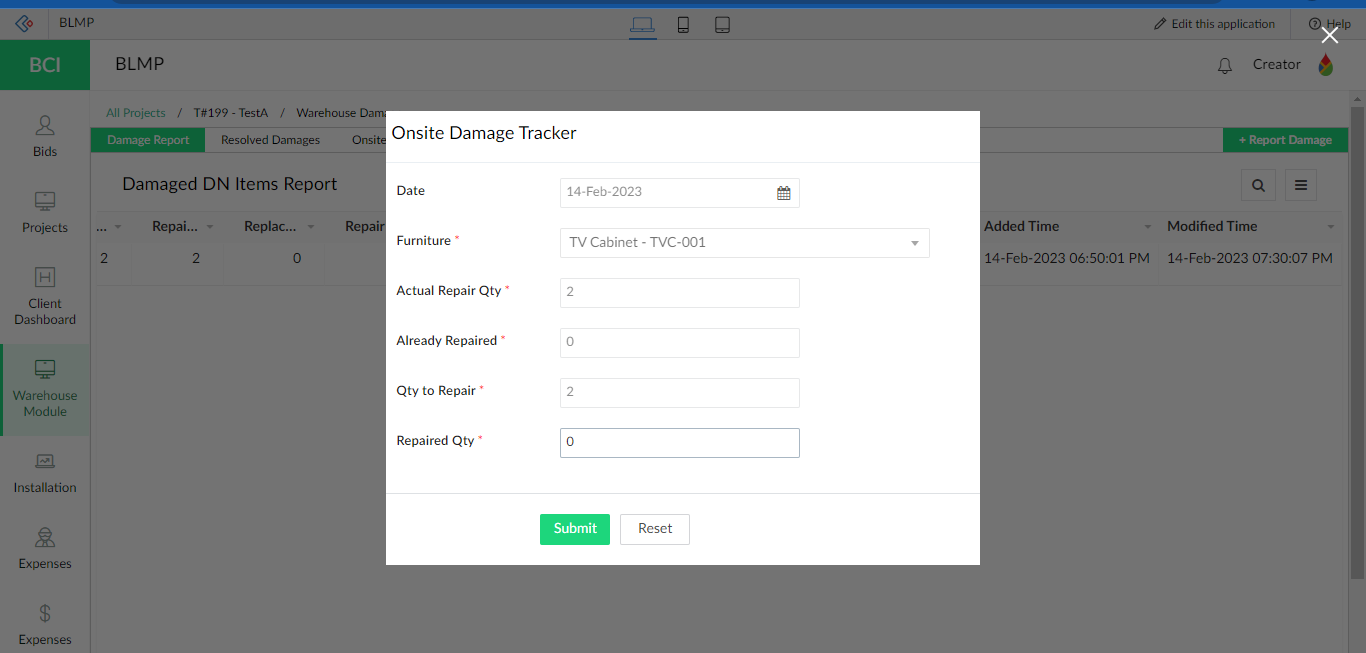 BLMP
Edit this application
Help
BCI
BLMP
Creator
All Projects / T#199 - TestA / Warehouse Dama
Damage Report
Resolved Damages
Onsite
+ Report Damage
Damaged DN Items Report
... Repai... Replac... Repair Added Time Modified Time
2 2 0 14-Feb-2023 06:50:01 PM 14-Feb-2023 07:30:07 PM
Bids
Projects
Client
Dashboard
Warehouse
Module
Installation
Expenses
Expenses
Onsite Damage Tracker
Date 14-Feb-2023
Furniture * TV Cabinet - TVC-001
Actual Repair Qty * 2
Already Repaired * 0
Qty to Repair * 2
Repaired Qty * 0
Submit Reset